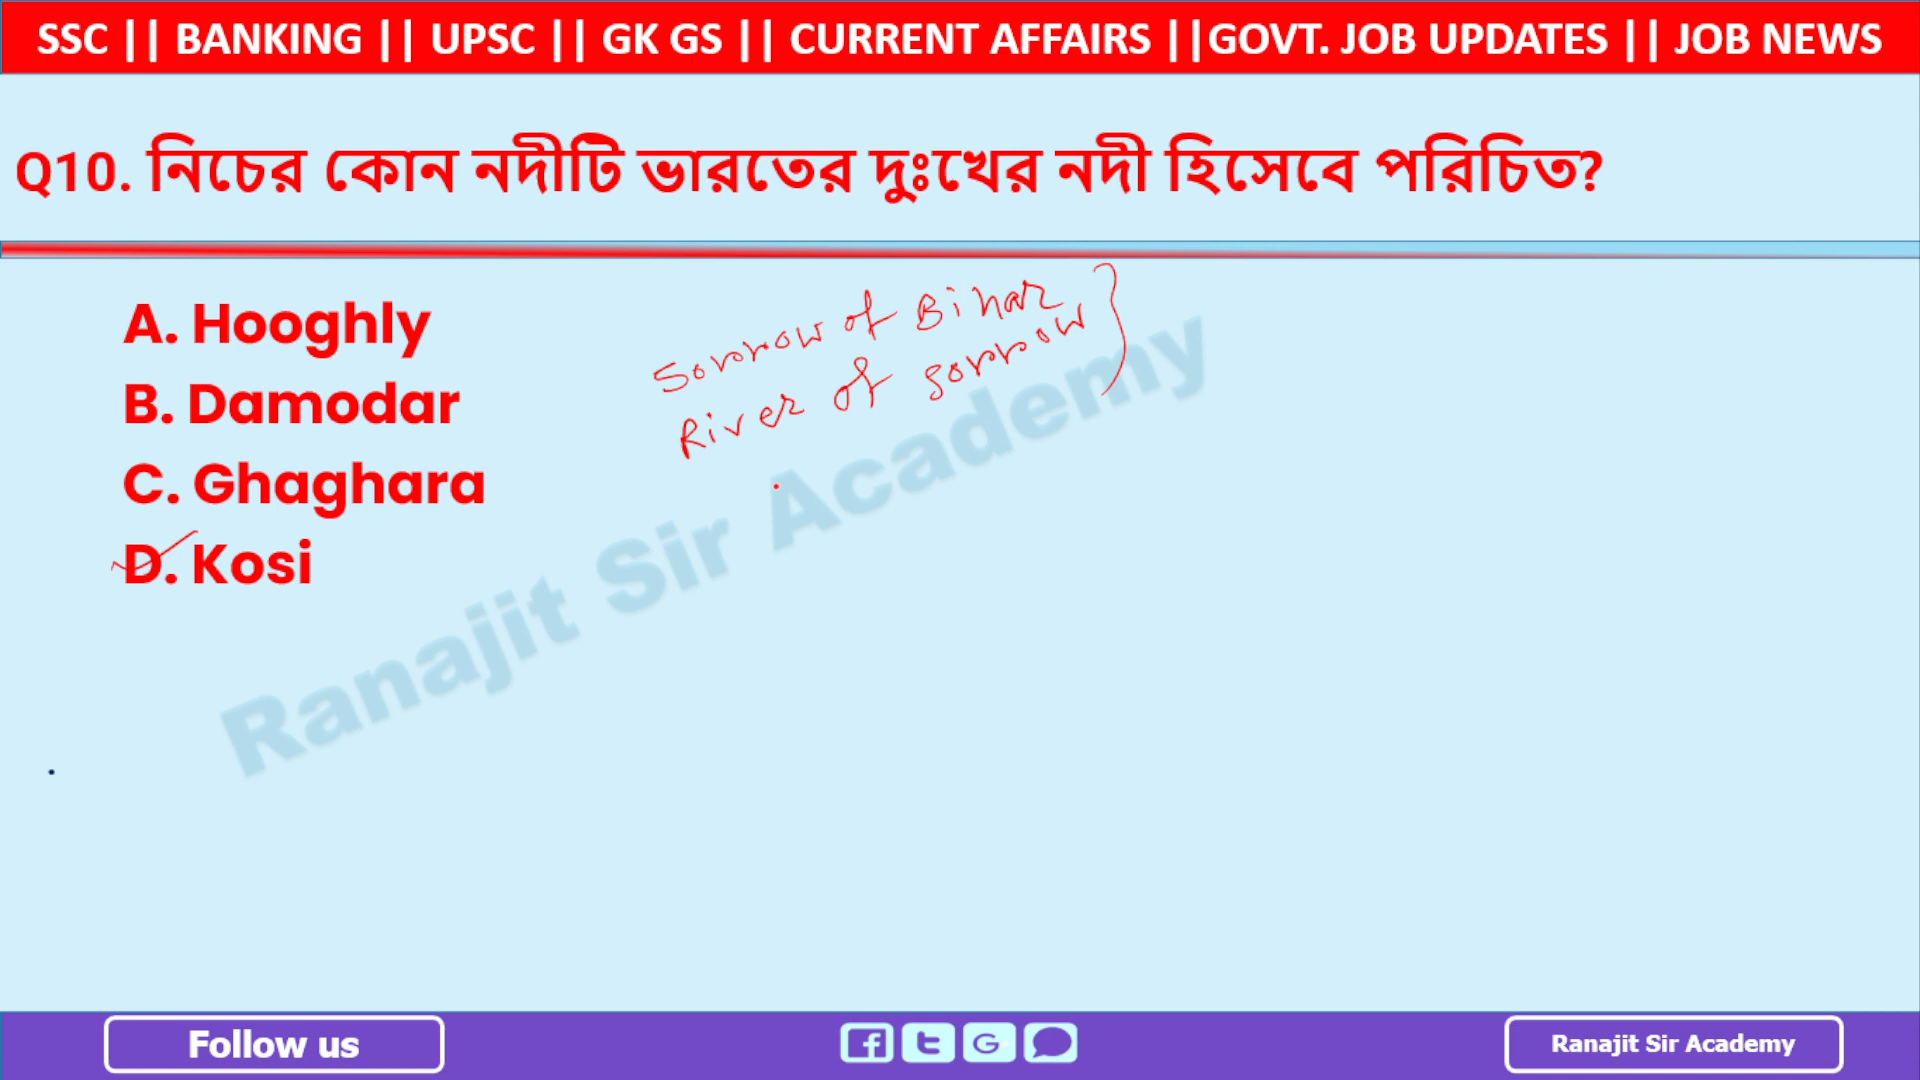 SSC || BANKING || UPSC || GK GS || CURRENT AFFAIRS ||GOVT. JOB UPDATES || JOB NEWS
Q10. নিচের কোন নদীটি ভারতের দুঃখের নদী হিসেবে পরিচিত?
A. Hooghly
B. Damodar
C. Ghaghara
D. Kosi
Sorrow of Bihar
River of sorrow
Ranajit Sir Academy
Follow us
Ranajit Sir Academy